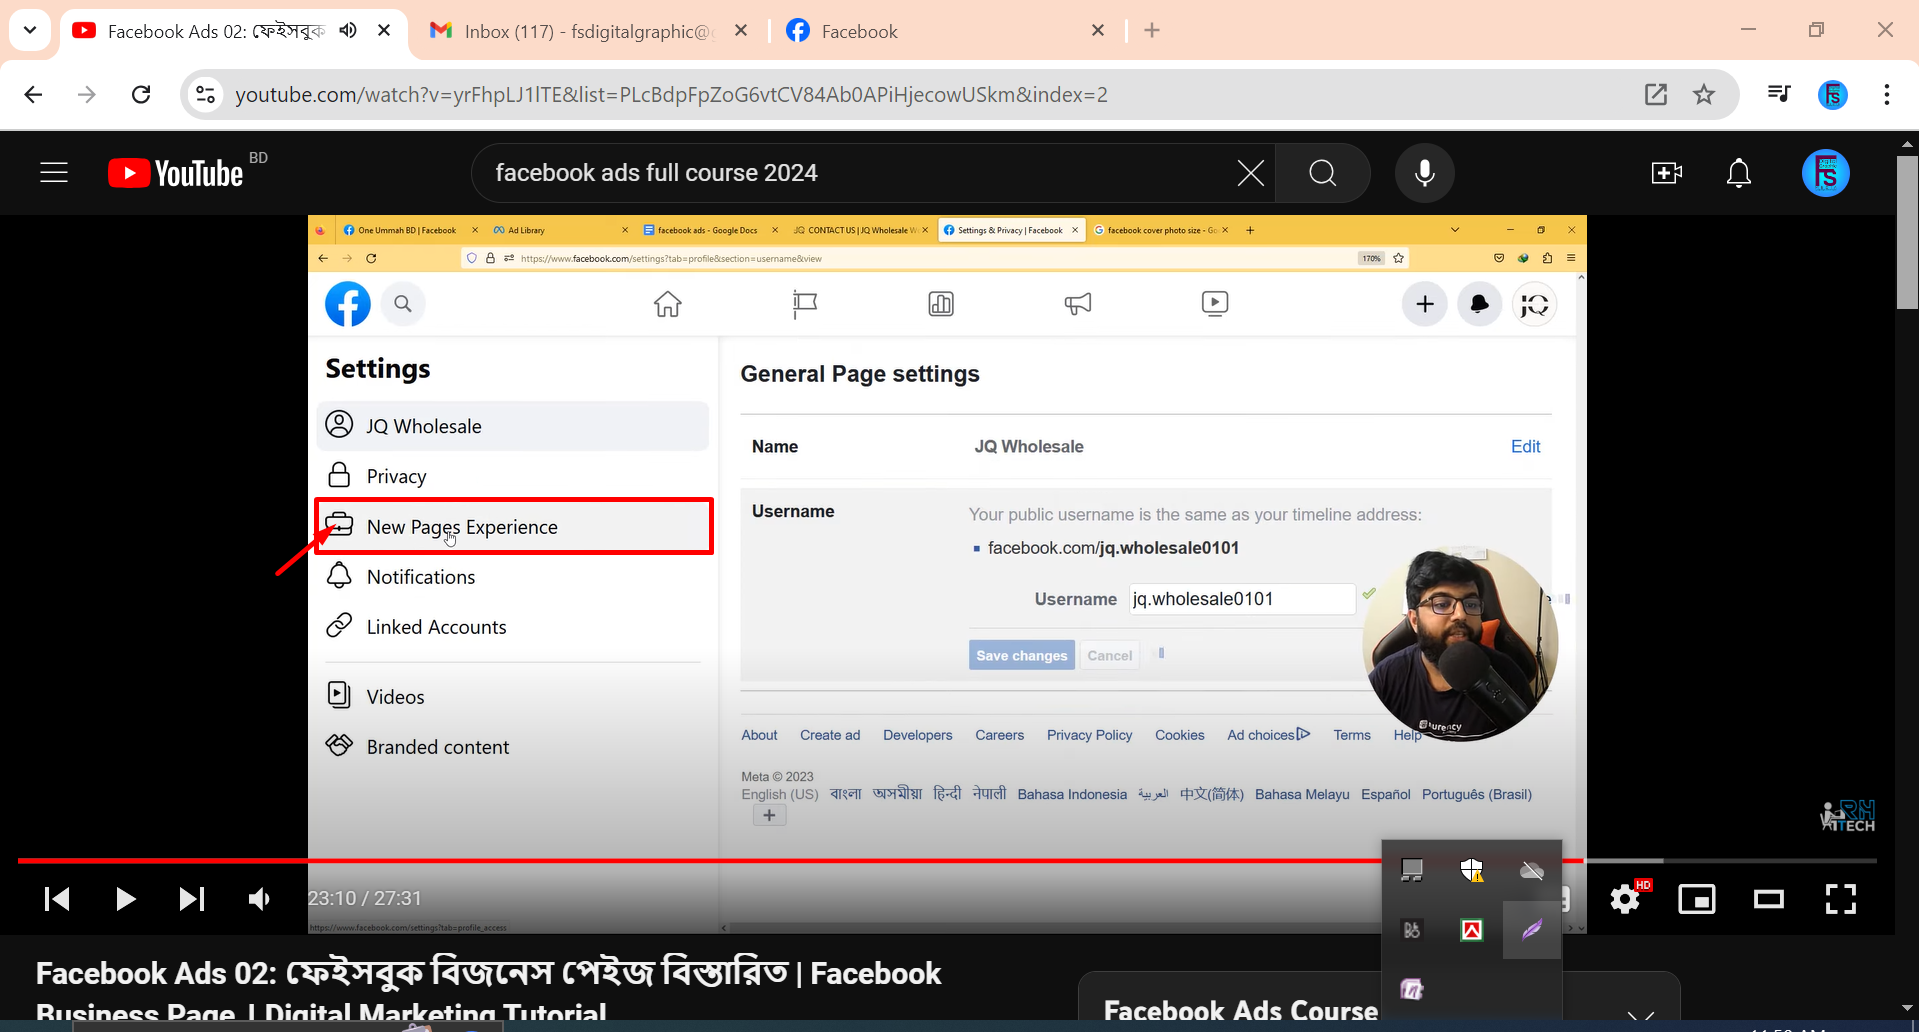 Facebook Ads 02: ফেইসবুক
Inbox (117) - fsdigitalgraphic@
Facebook
youtube.com/watch?v=yrFhpLJ1lTE&list=PLcBdpFpZoG6vtCV84Ab0APiHjecowUSkm&index=2
YouTube BD
facebook ads full course 2024
One Ummah BD | Facebook
Ad Library
facebook ads - Google Docs
CONTACT US | JQ Wholesale W
Settings & Privacy | Facebook
facebook cover photo size - Go
https://www.facebook.com/settings?tab=profile&section=username&view
170%
JQ
Settings
JQ Wholesale
Privacy
New Pages Experience
Notifications
Linked Accounts
Videos
Branded content
General Page settings
Name JQ Wholesale Edit
Username Your public username is the same as your timeline address:
facebook.com/jq.wholesale0101
Username jq.wholesale0101
Save changes Cancel
About Create ad Developers Careers Privacy Policy Cookies Ad choices Terms Help
Meta © 2023
English (US) বাংলা অসমীয়া हिन्दी नेपाली Bahasa Indonesia العربية 中文(简体) Bahasa Melayu Español Português (Brasil)
RH
TECH
23:10 / 27:31
HD
https://www.facebook.com/settings?tab=profile_access
Facebook Ads 02: ফেইসবুক বিজনেস পেইজ বিস্তারিত | Facebook
Business Page | Digital Marketing Tutorial
Facebook Ads Course